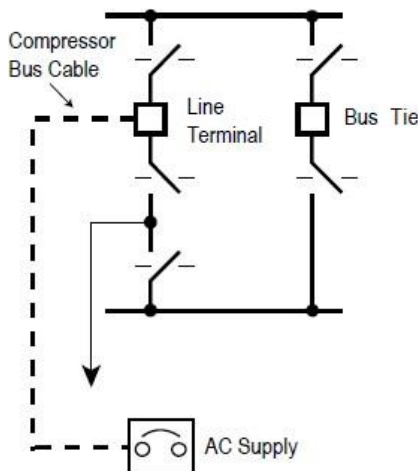 Compressor
Bus Cable
Line
Terminal
Bus Tie
AC Supply